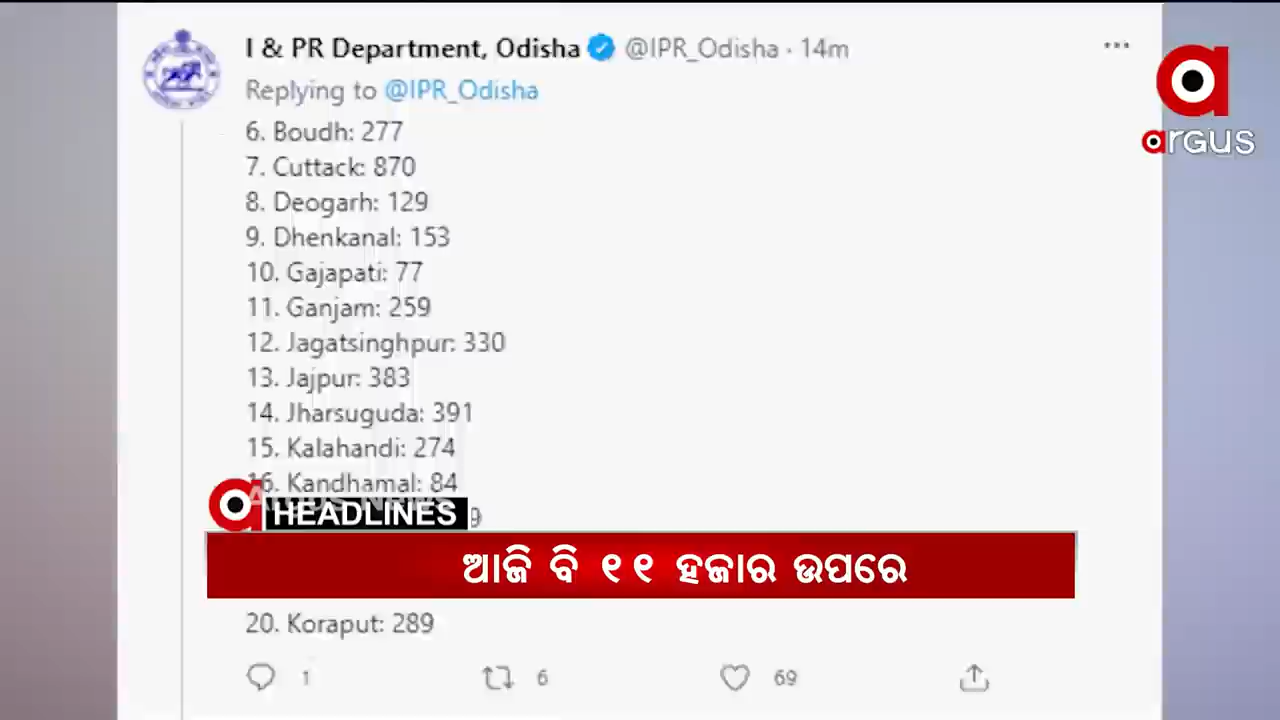 I & PR Department, Odisha @IPR_Odisha · 14m
Replying to @IPR_Odisha
6. Boudh: 277
7. Cuttack: 870
8. Deogarh: 129
9. Dhenkanal: 153
10. Gajapati: 77
11. Ganjam: 259
12. Jagatsinghpur: 330
13. Jajpur: 383
14. Jharsuguda: 391
15. Kalahandi: 274
16. Kandhamal: 84
20. Koraput: 289
1 6 69
argus
HEADLINES
ଆଜି ବି ୧୧ ହଜାର ଉପରେ